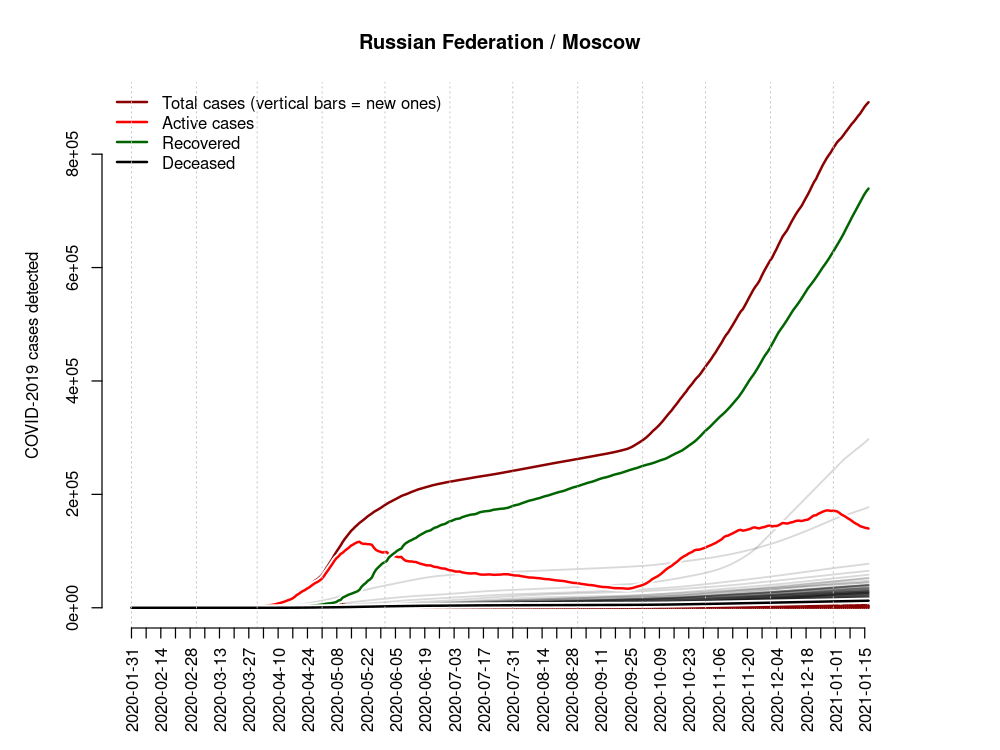 Russian Federation / Moscow
Total cases (vertical bars = new ones)
Active cases
Recovered
Deceased
COVID-2019 cases detected
8e+05
6e+05
4e+05
2e+05
0e+00
2020-01-31
2020-02-14
2020-02-28
2020-03-13
2020-03-27
2020-04-10
2020-04-24
2020-05-08
2020-05-22
2020-06-05
2020-06-19
2020-07-03
2020-07-17
2020-07-31
2020-08-14
2020-08-28
2020-09-11
2020-09-25
2020-10-09
2020-10-23
2020-11-06
2020-11-20
2020-12-04
2020-12-18
2021-01-01
2021-01-15